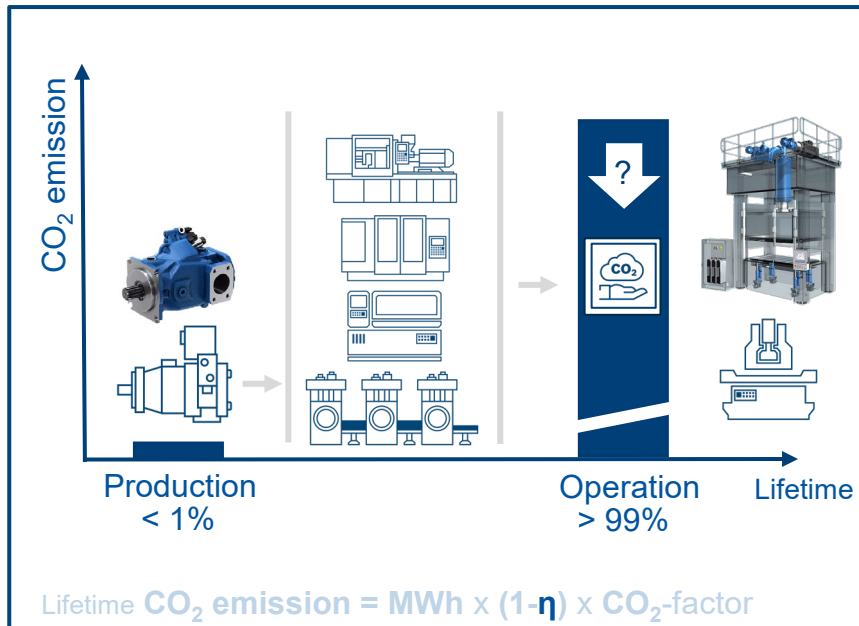 CO₂ emission
?
CO₂
Production
< 1%
Operation
> 99%
Lifetime
Lifetime CO₂ emission = MWh x (1-η) x CO₂-factor